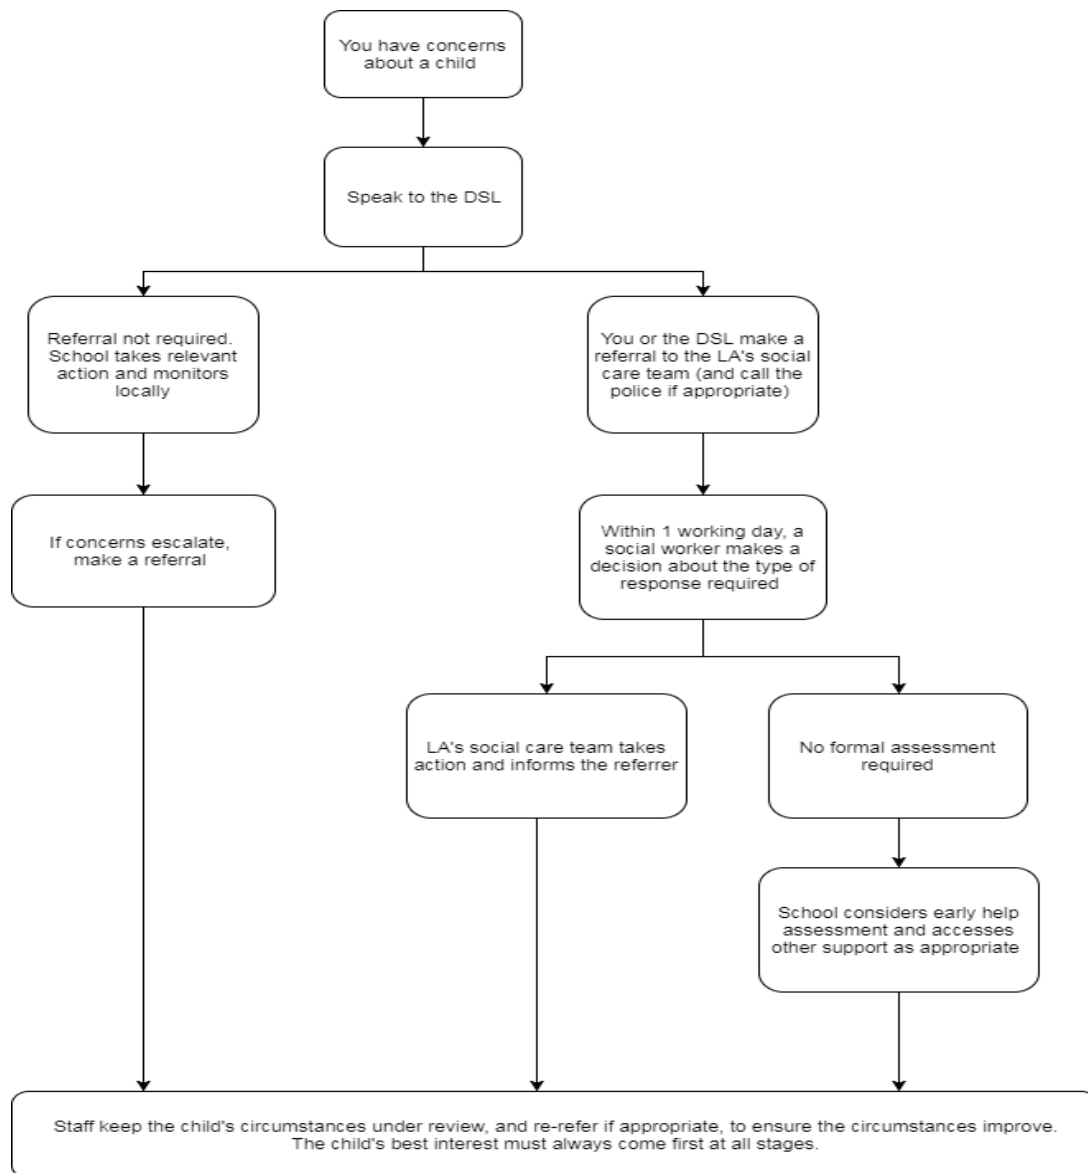 You have concerns
about a child
Speak to the DSL
Referral not required.
School takes relevant
action and monitors
locally
You or the DSL make a
referral to the LA's social
care team (and call the
police if appropriate)
If concerns escalate,
make a referral
Within 1 working day, a
social worker makes a
decision about the type of
response required
LA's social care team takes
action and informs the referrer
No formal assessment
required
School considers early help
assessment and accesses
other support as appropriate
Staff keep the child's circumstances under review, and re-refer if appropriate, to ensure the circumstances improve.
The child's best interest must always come first at all stages.